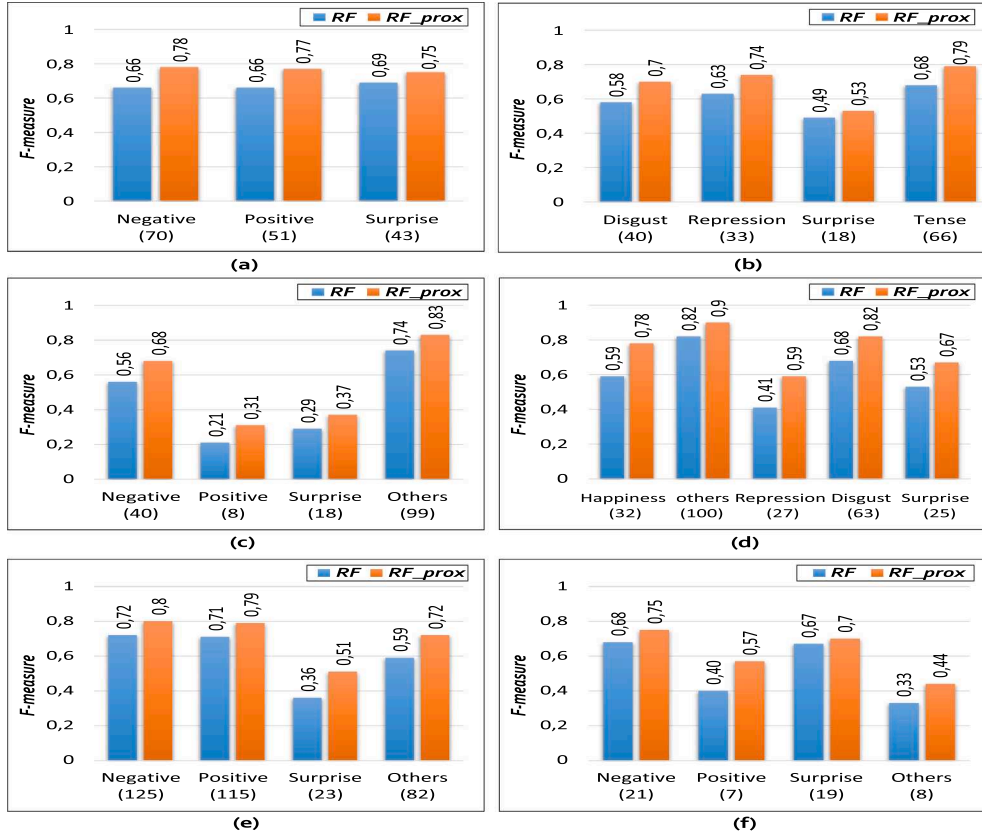 RF RF_prox
1
0,8
0,6
0,4
0,2
0
F-measure
0,66 0,78 0,66 0,77 0,69 0,75
Negative Positive Surprise
(70) (51) (43)
(a)
RF RF_prox
1
0,8
0,6
0,4
0,2
0
F-measure
0,58 0,7 0,63 0,74 0,49 0,53 0,68 0,79
Disgust Repression Surprise Tense
(40) (33) (18) (66)
(b)
RF RF_prox
1
0,8
0,6
0,4
0,2
0
F-measure
0,56 0,68 0,21 0,31 0,29 0,37 0,74 0,83
Negative Positive Surprise Others
(40) (8) (18) (99)
(c)
RF RF_prox
1
0,8
0,6
0,4
0,2
0
F-measure
0,59 0,78 0,82 0,9 0,41 0,59 0,68 0,82 0,53 0,67
Happiness others Repression Disgust Surprise
(32) (100) (27) (63) (25)
(d)
RF RF_prox
1
0,8
0,6
0,4
0,2
0
F-measure
0,72 0,8 0,71 0,79 0,36 0,51 0,59 0,72
Negative Positive Surprise Others
(125) (115) (23) (82)
(e)
RF RF_prox
1
0,8
0,6
0,4
0,2
0
F-measure
0,68 0,75 0,40 0,57 0,67 0,7 0,33 0,44
Negative Positive Surprise Others
(21) (7) (19) (8)
(f)